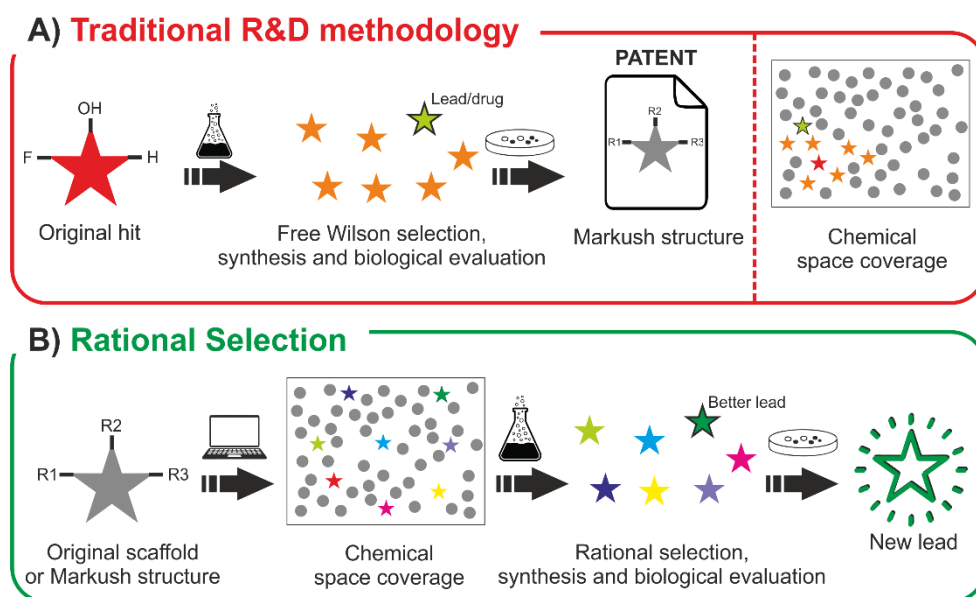 A) Traditional R&D methodology
OH
F
H
Original hit
Lead/drug
Free Wilson selection,
synthesis and biological evaluation
PATENT
R2
R1
R3
Markush structure
Chemical
space coverage
B) Rational Selection
R2
R1
R3
Original scaffold
or Markush structure
Chemical
space coverage
Better lead
Rational selection,
synthesis and biological evaluation
New lead